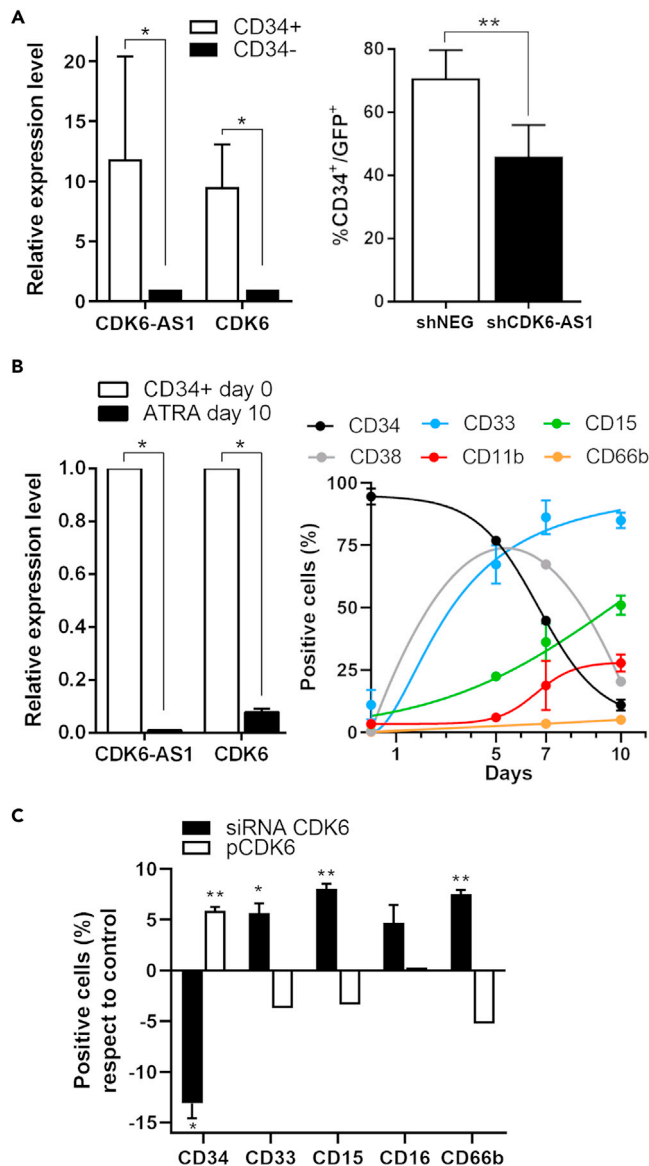 A
CD34+
CD34-
Relative expression level
20
15
10
5
0
*
*
CDK6-AS1
CDK6
%CD34+/GFP+
80
60
40
20
0
**
shNEG
shCDK6-AS1
B
CD34+ day 0
ATRA day 10
Relative expression level
1.0
0.8
0.6
0.4
0.2
0.0
*
*
CDK6-AS1
CDK6
CD34
CD33
CD15
CD38
CD11b
CD66b
Positive cells (%)
100
75
50
25
0
1
5
7
10
Days
C
siRNA CDK6
pCDK6
Positive cells (%)
respect to control
10
5
0
-5
-10
-15
**
*
**
**
*
CD34
CD33
CD15
CD16
CD66b